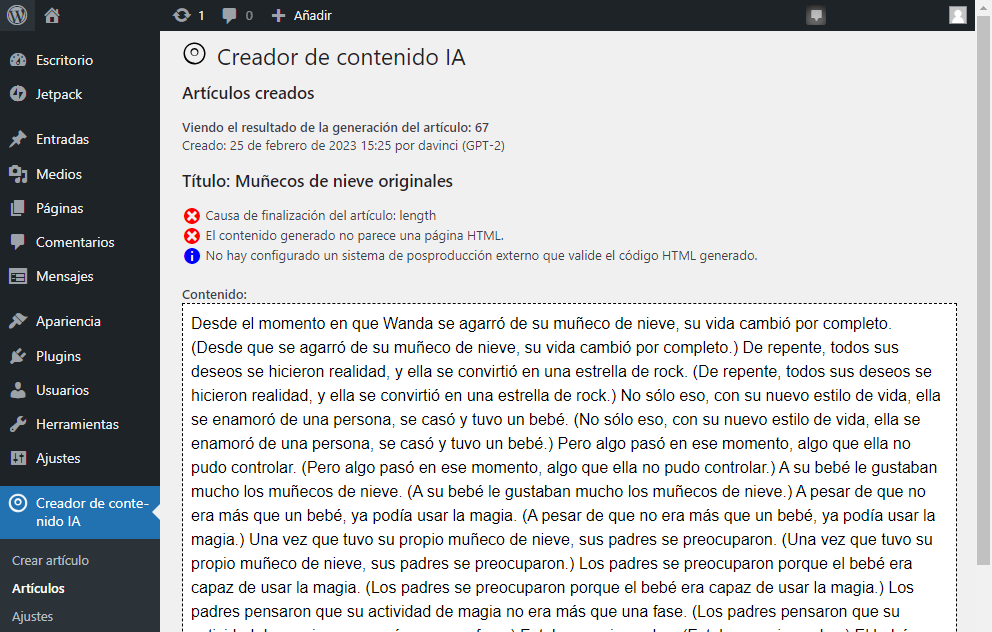 1
0
Añadir
Escritorio
Jetpack
Entradas
Medios
Páginas
Comentarios
Mensajes
Apariencia
Plugins
Usuarios
Herramientas
Ajustes
Creador de conte-
nido IA
Crear artículo
Artículos
Ajustes
Creador de contenido IA
Artículos creados
Viendo el resultado de la generación del artículo: 67
Creado: 25 de febrero de 2023 15:25 por davinci (GPT-2)
Título: Muñecos de nieve originales
Causa de finalización del artículo: length
El contenido generado no parece una página HTML.
No hay configurado un sistema de posproducción externo que valide el código HTML generado.
Contenido:
Desde el momento en que Wanda se agarró de su muñeco de nieve, su vida cambió por completo.
(Desde que se agarró de su muñeco de nieve, su vida cambió por completo.) De repente, todos sus
deseos se hicieron realidad, y ella se convirtió en una estrella de rock. (De repente, todos sus deseos se
hicieron realidad, y ella se convirtió en una estrella de rock.) No sólo eso, con su nuevo estilo de vida, ella
se enamoró de una persona, se casó y tuvo un bebé. (No sólo eso, con su nuevo estilo de vida, ella se
enamoró de una persona, se casó y tuvo un bebé.) Pero algo pasó en ese momento, algo que ella no
pudo controlar. (Pero algo pasó en ese momento, algo que ella no pudo controlar.) A su bebé le gustaban
mucho los muñecos de nieve. (A su bebé le gustaban mucho los muñecos de nieve.) A pesar de que no
era más que un bebé, ya podía usar la magia. (A pesar de que no era más que un bebé, ya podía usar la
magia.) Una vez que tuvo su propio muñeco de nieve, sus padres se preocuparon. (Una vez que tuvo su
propio muñeco de nieve, sus padres se preocuparon.) Los padres se preocuparon porque el bebé era
capaz de usar la magia. (Los padres se preocuparon porque el bebé era capaz de usar la magia.) Los
padres pensaron que su actividad de magia no era más que una fase. (Los padres pensaron que su